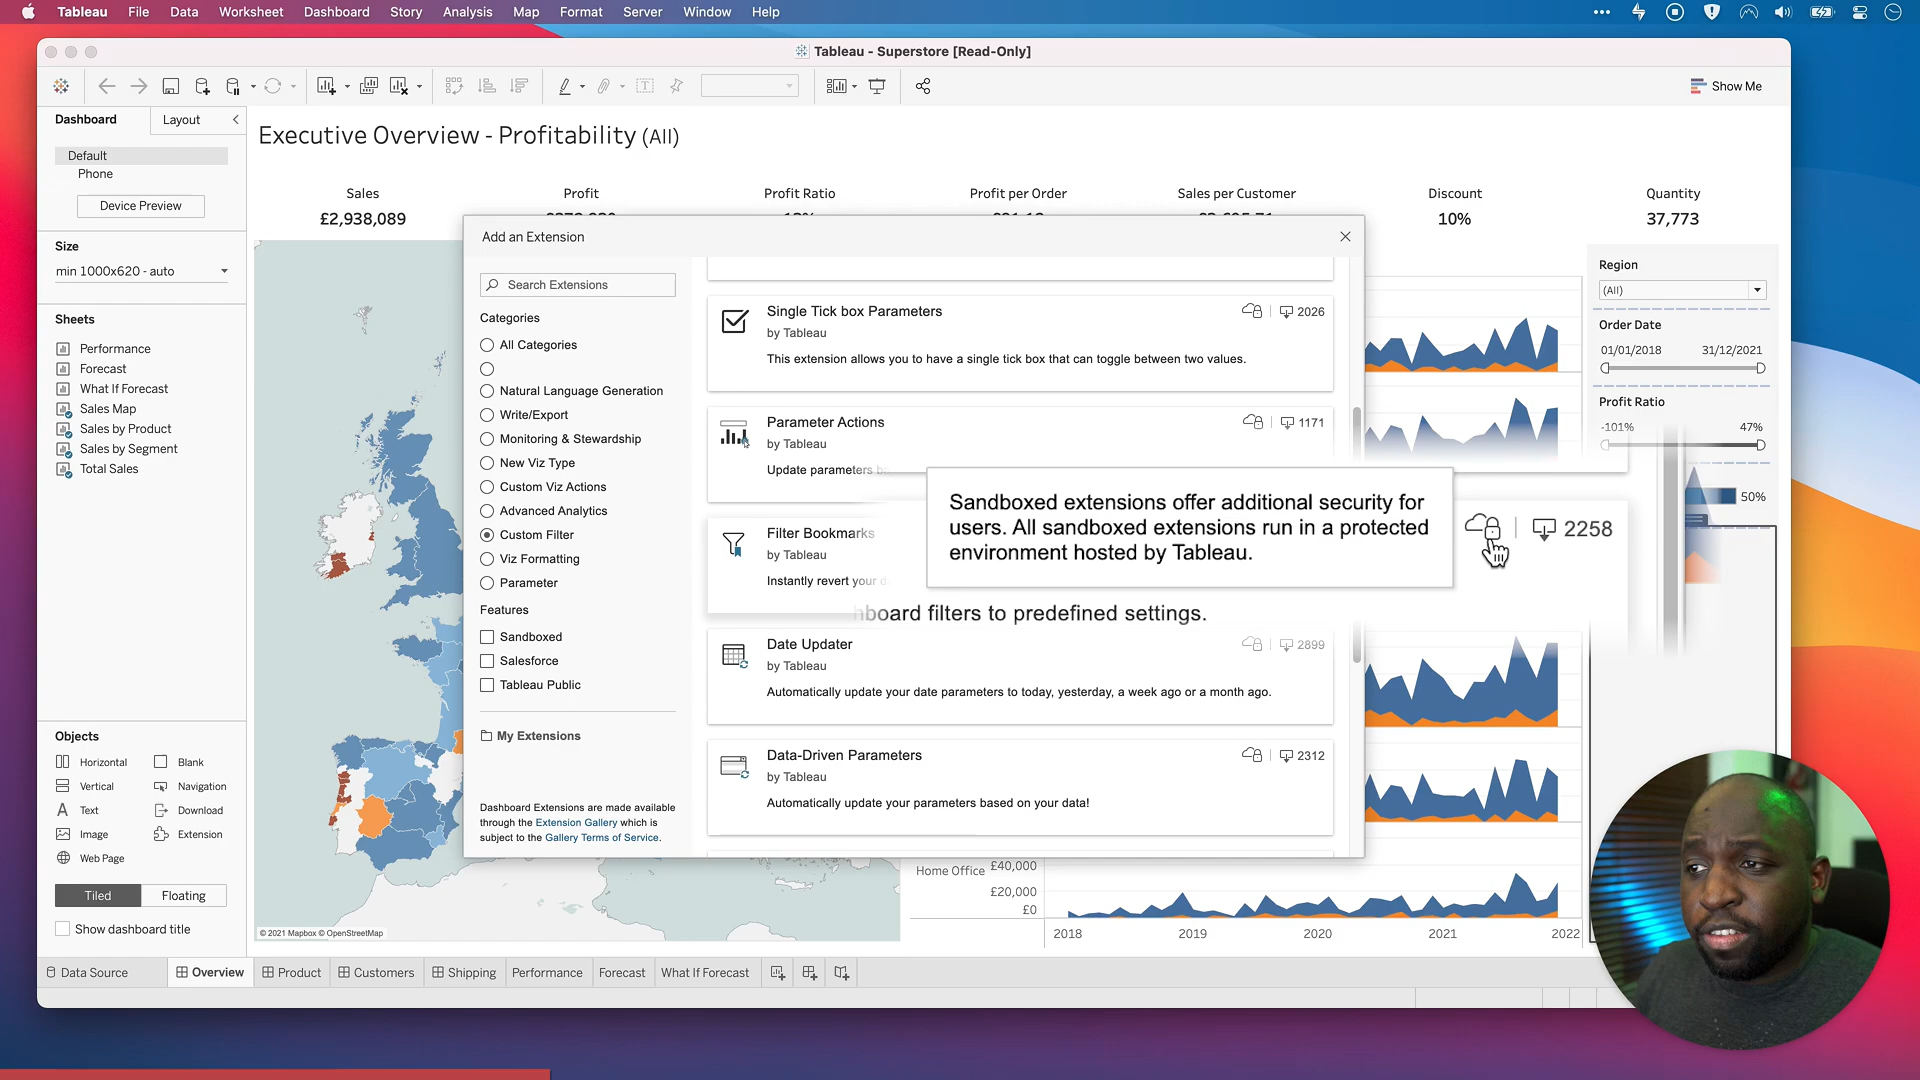 Tableau File Data Worksheet Dashboard Story Analysis Map Format Server Window Help
Tableau - Superstore [Read-Only]
Show Me
Dashboard Layout
Executive Overview - Profitability (All)
Default
Phone
Device Preview
Size
min 1000x620 - auto
Sheets
Performance
Forecast
What If Forecast
Sales Map
Sales by Product
Sales by Segment
Total Sales
Objects
Horizontal Blank
Vertical Navigation
Text Download
Image Extension
Web Page
Tiled Floating
Show dashboard title
Sales Profit Profit Ratio Profit per Order Sales per Customer Discount Quantity
£2,938,089 10% 37,773
Add an Extension
Search Extensions
Categories
All Categories
Natural Language Generation
Write/Export
Monitoring & Stewardship
New Viz Type
Custom Viz Actions
Advanced Analytics
Custom Filter
Viz Formatting
Parameter
Features
Sandboxed
Salesforce
Tableau Public
My Extensions
Dashboard Extensions are made available
through the Extension Gallery which is
subject to the Gallery Terms of Service.
Single Tick box Parameters 2026
by Tableau
This extension allows you to have a single tick box that can toggle between two values.
Parameter Actions 1171
by Tableau
Update parameters
Filter Bookmarks
by Tableau
Instantly revert your
Sandboxed extensions offer additional security for
users. All sandboxed extensions run in a protected
environment hosted by Tableau.
2258
board filters to predefined settings.
Date Updater 2899
by Tableau
Automatically update your date parameters to today, yesterday, a week ago or a month ago.
Data-Driven Parameters 2312
by Tableau
Automatically update your parameters based on your data!
Region
(All)
Order Date
01/01/2018 31/12/2021
Profit Ratio
-101% 47%
50%
Home Office £40,000
£20,000
£0
2018 2019 2020 2021 2022
© 2021 Mapbox © OpenStreetMap
Data Source Overview Product Customers Shipping Performance Forecast What If Forecast